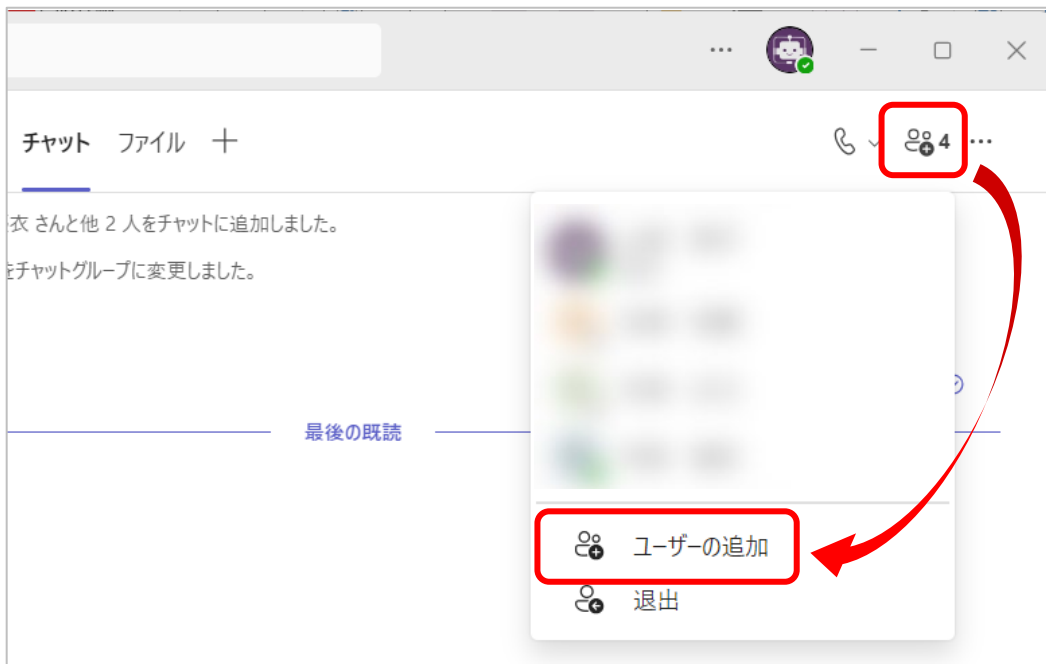 チャット ファイル
4
さんと他 2 人をチャットに追加しました。
をチャットグループに変更しました。
最後の既読
ユーザーの追加
退出